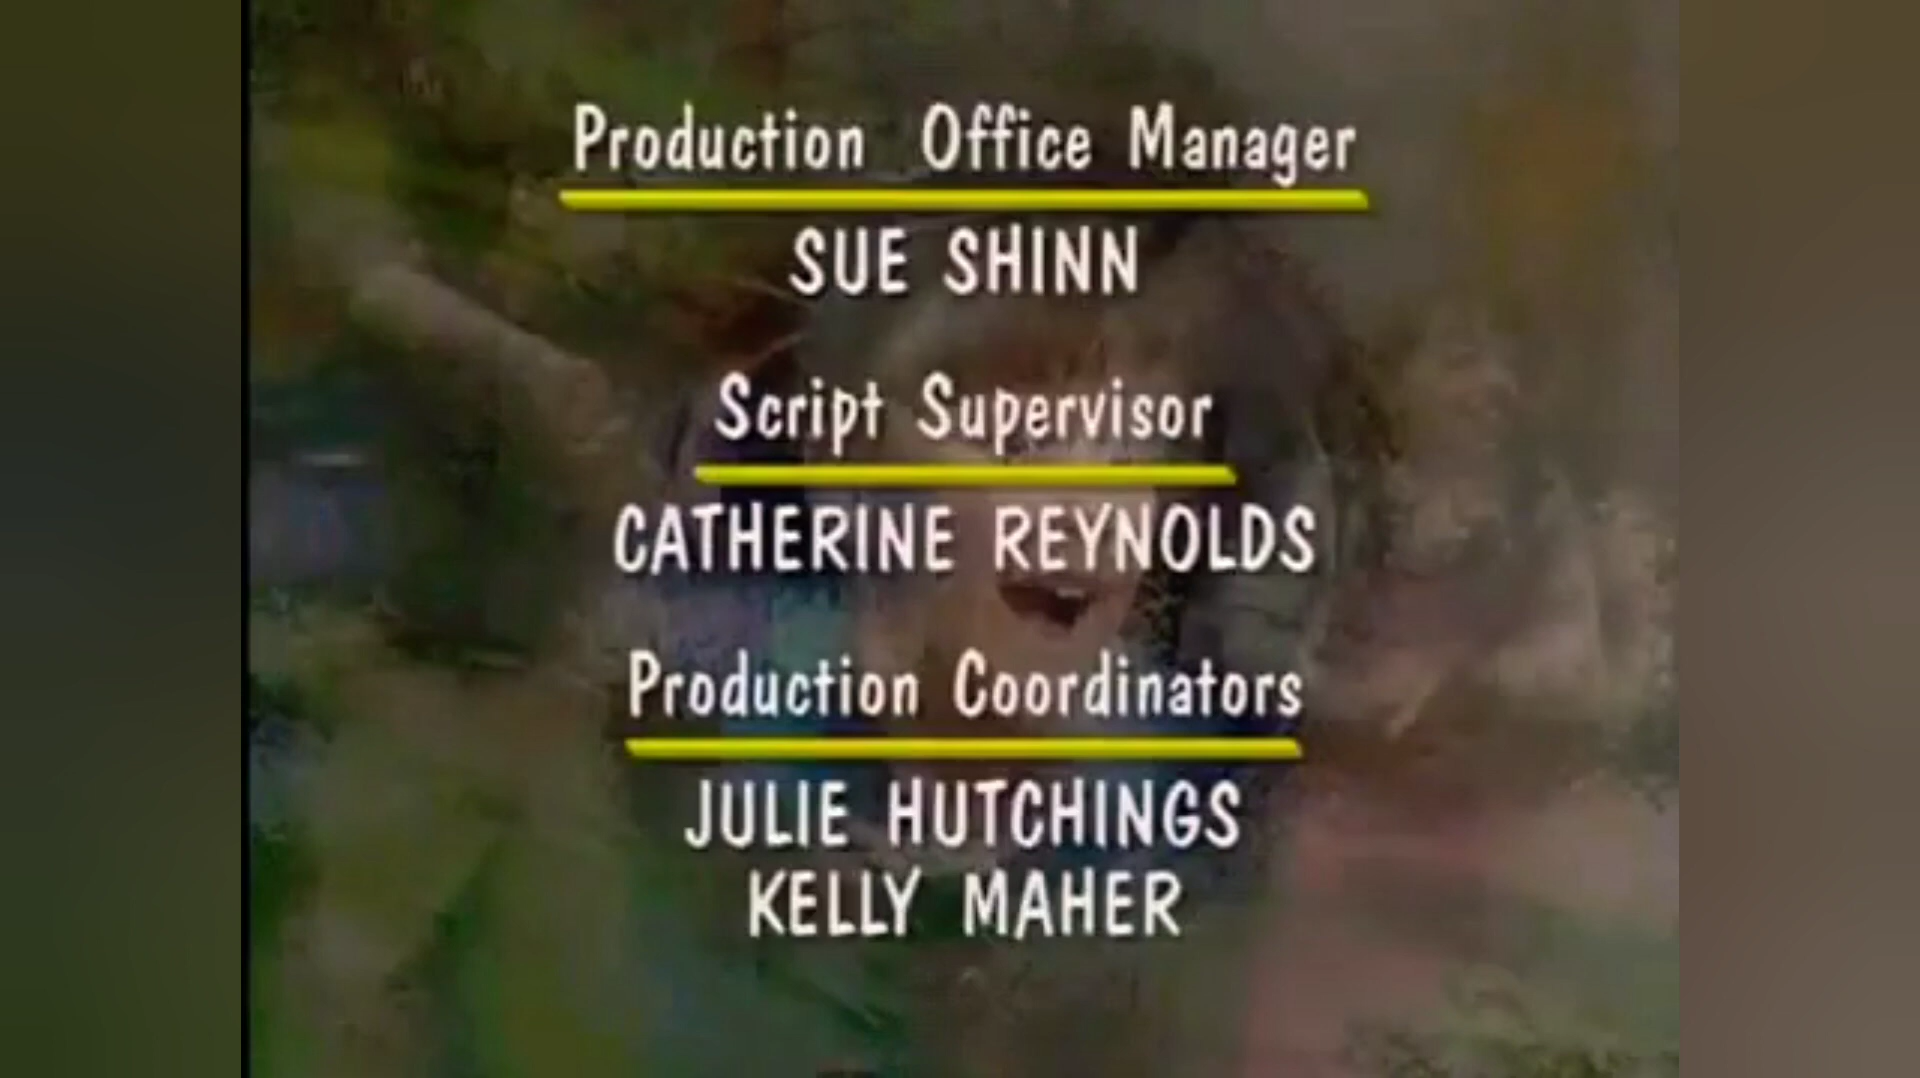 Production Office Manager
SUE SHINN
Script Supervisor
CATHERINE REYNOLDS
Production Coordinators
JULIE HUTCHINGS
KELLY MAHER